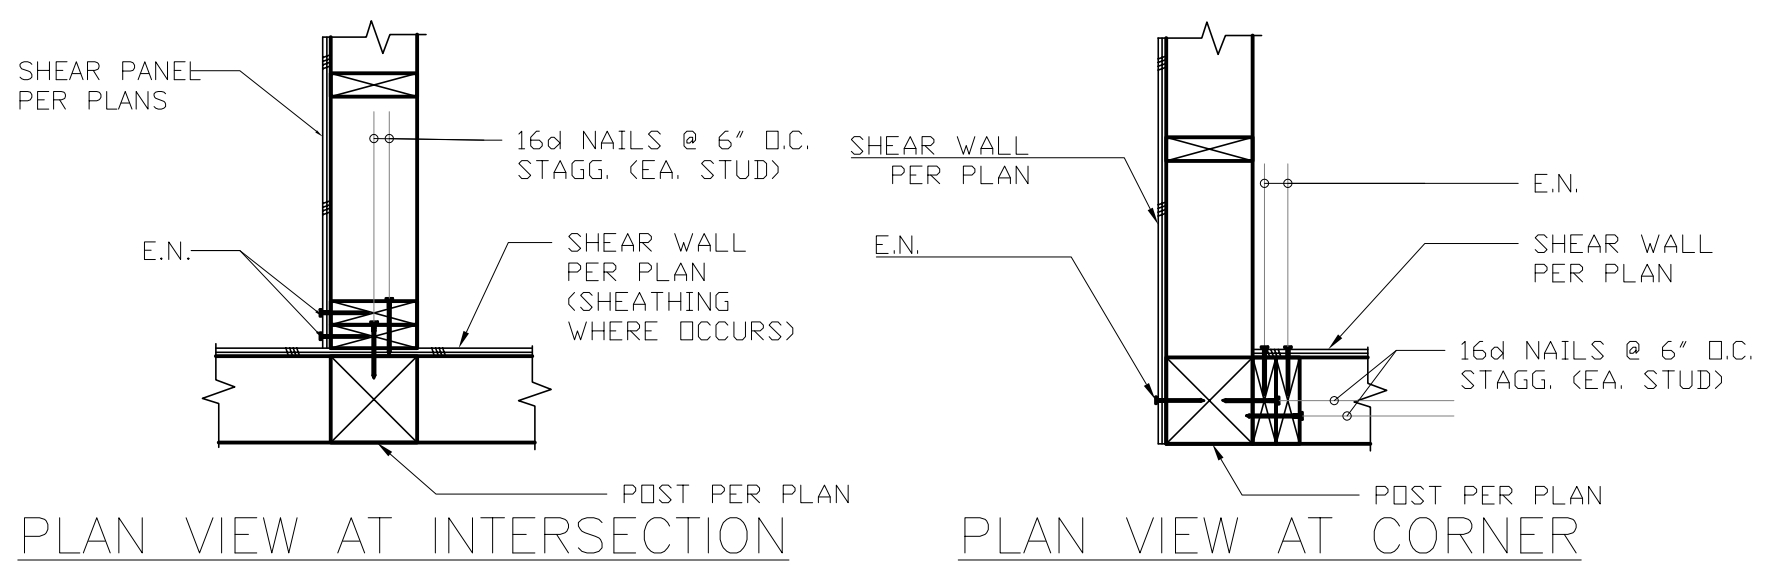 SHEAR PANEL
PER PLANS
16d NAILS @ 6" O.C.
STAGG. (EA. STUD)
E.N.
SHEAR WALL
PER PLAN
(SHEATHING
WHERE OCCURS)
POST PER PLAN
PLAN VIEW AT INTERSECTION
SHEAR WALL
PER PLAN
E.N.
E.N.
SHEAR WALL
PER PLAN
16d NAILS @ 6" O.C.
STAGG. (EA. STUD)
POST PER PLAN
PLAN VIEW AT CORNER